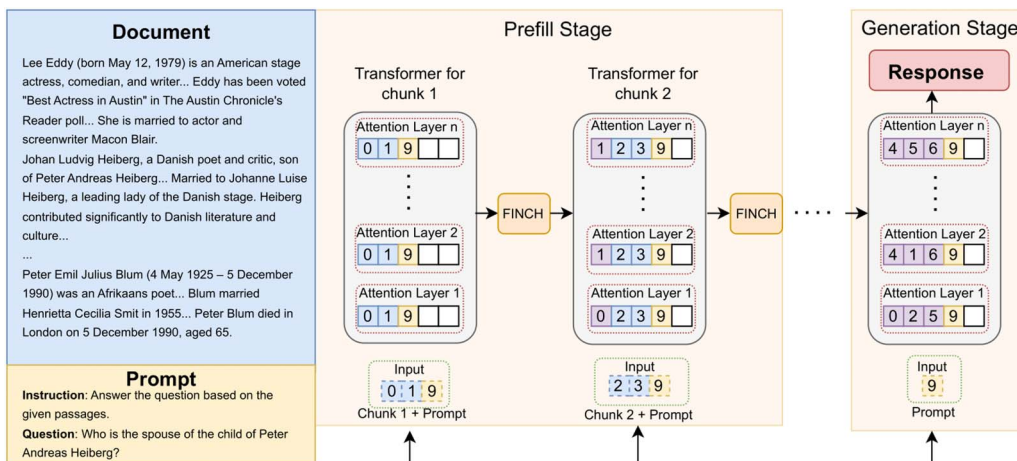 Document
Lee Eddy (born May 12, 1979) is an American stage
actress, comedian, and writer... Eddy has been voted
"Best Actress in Austin" in The Austin Chronicle's
Reader poll... She is married to actor and
screenwriter Macon Blair.
Johan Ludvig Heiberg, a Danish poet and critic, son
of Peter Andreas Heiberg... Married to Johanne Luise
Heiberg, a leading lady of the Danish stage. Heiberg
contributed significantly to Danish literature and
culture...
...
Peter Emil Julius Blum (4 May 1925 – 5 December
1990) was an Afrikaans poet... Blum married
Henrietta Cecilia Smit in 1955... Peter Blum died in
London on 5 December 1990, aged 65.
Prompt
Instruction: Answer the question based on the
given passages.
Question: Who is the spouse of the child of Peter
Andreas Heiberg?
Prefill Stage
Transformer for
chunk 1
Attention Layer n
0 1 9
Attention Layer 2
0 1 9
Attention Layer 1
0 1 9
Input
0 1 9
Chunk 1 + Prompt
FINCH
Transformer for
chunk 2
Attention Layer n
1 2 3 9
Attention Layer 2
1 2 3 9
Attention Layer 1
0 2 3 9
Input
2 3 9
Chunk 2 + Prompt
FINCH
Generation Stage
Response
Attention Layer n
4 5 6 9
Attention Layer 2
4 1 6 9
Attention Layer 1
0 2 5 9
Input
9
Prompt